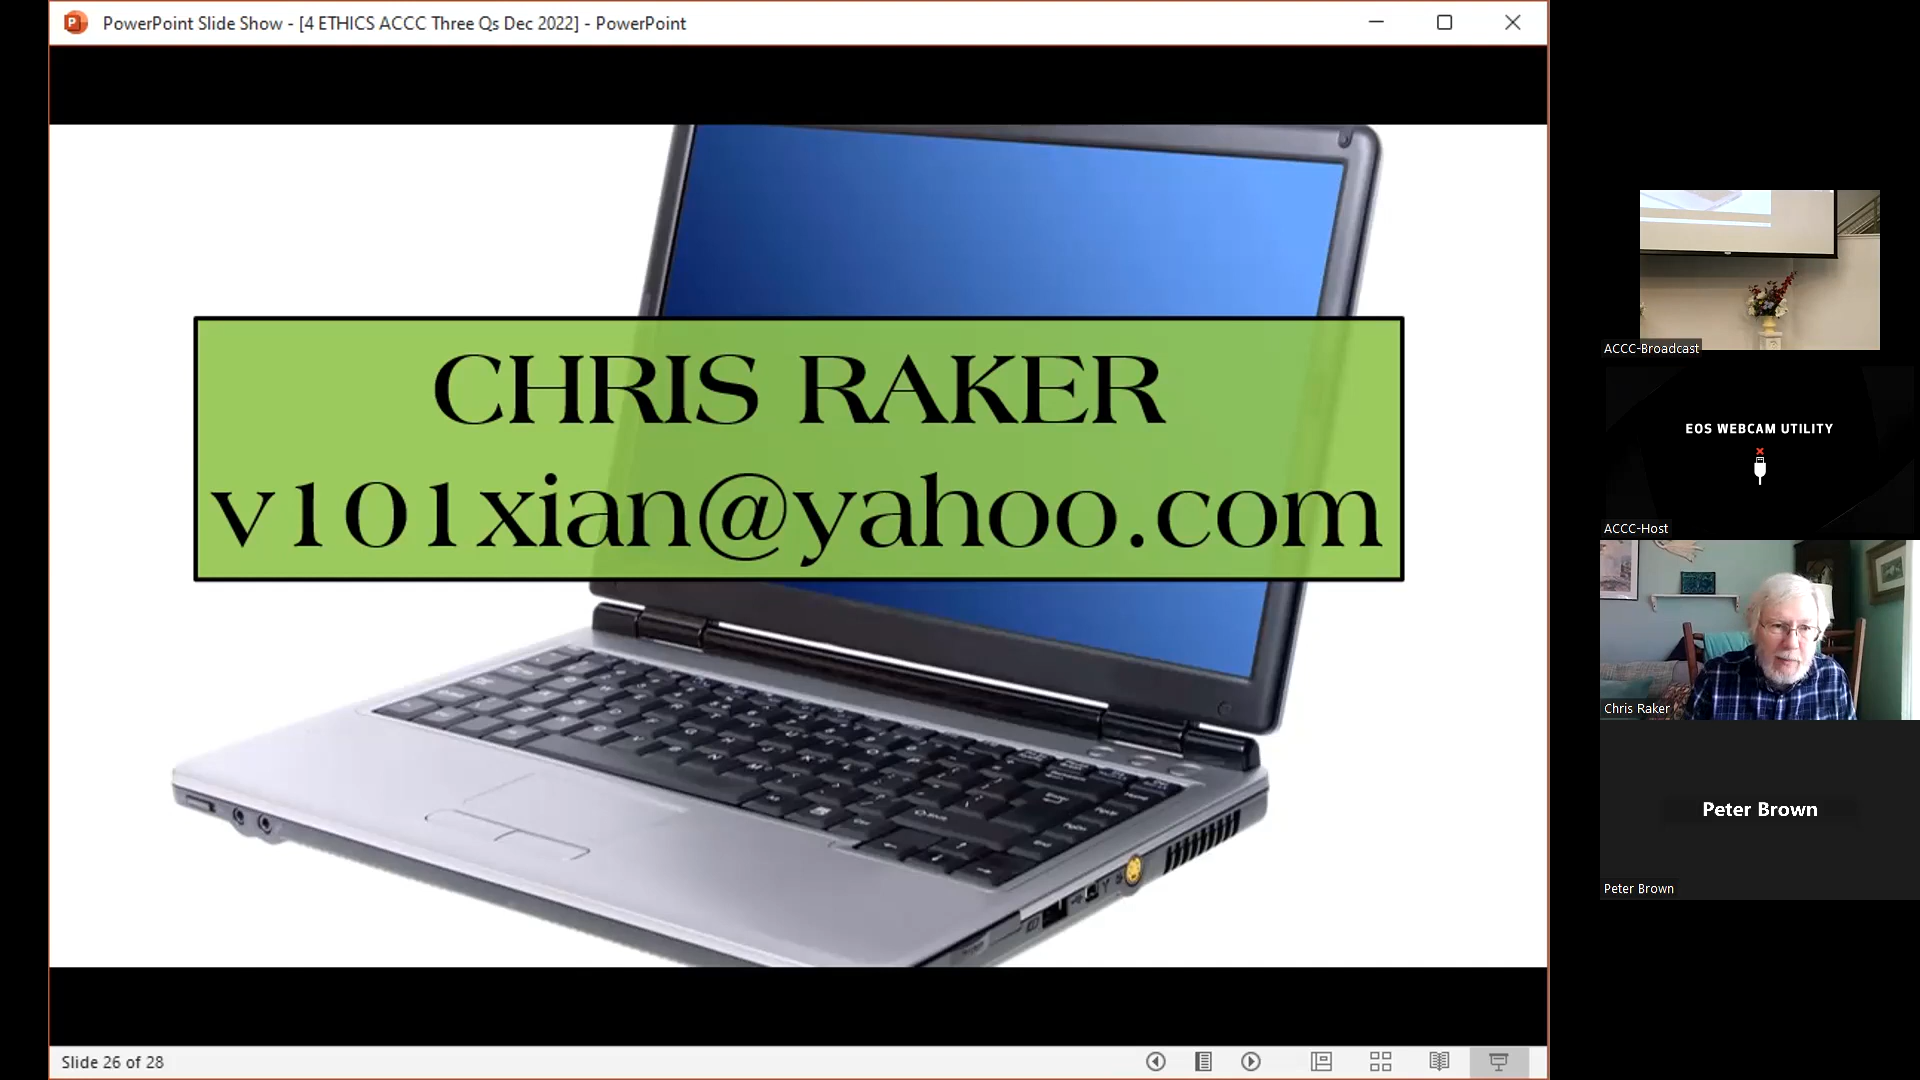 PowerPoint Slide Show - [4 ETHICS ACCC Three Qs Dec 2022] - PowerPoint
CHRIS RAKER
v101xian@yahoo.com
Slide 26 of 28
ACCC-Broadcast
EOS WEBCAM UTILITY
ACCC-Host
Chris Raker
Peter Brown
Peter Brown